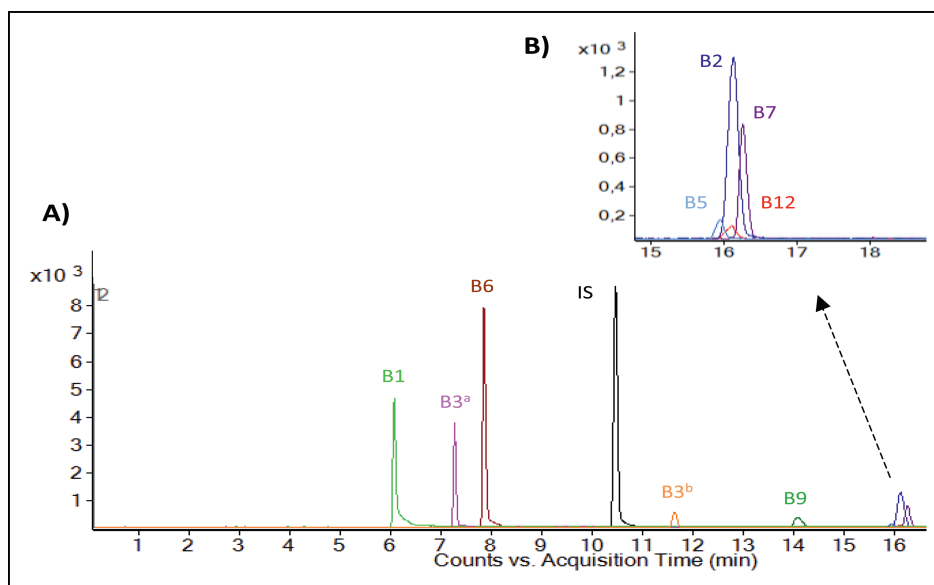 B)
x10 3
B2
1,2
1
B7
0,8
0,6
0,4
B5
B12
0,2
15 16 17 18
A)
x10 3
12
B6
IS
8
7
6
B1
5
B3ᵃ
4
3
2
B3ᵇ
B9
1
1 2 3 4 5 6 7 8 9 10 11 12 13 14 15 16
Counts vs. Acquisition Time (min)